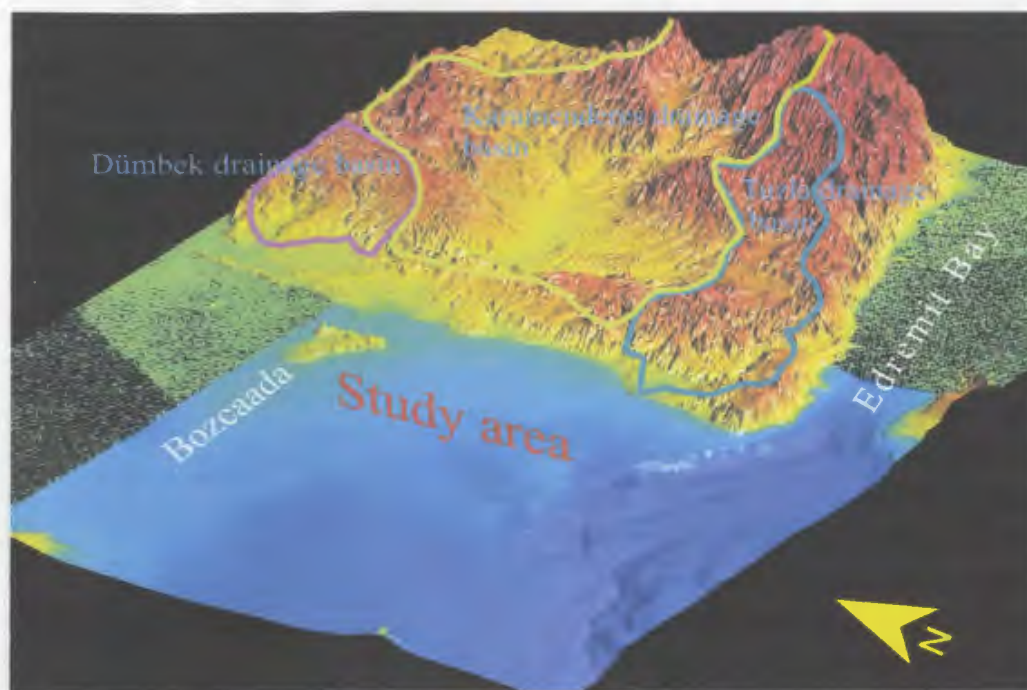 Dümbek drainage basin
Karamenderes drainage
basin
Tuzla drainage
basin
Edremit Bay
Bozcaada
Study area
N